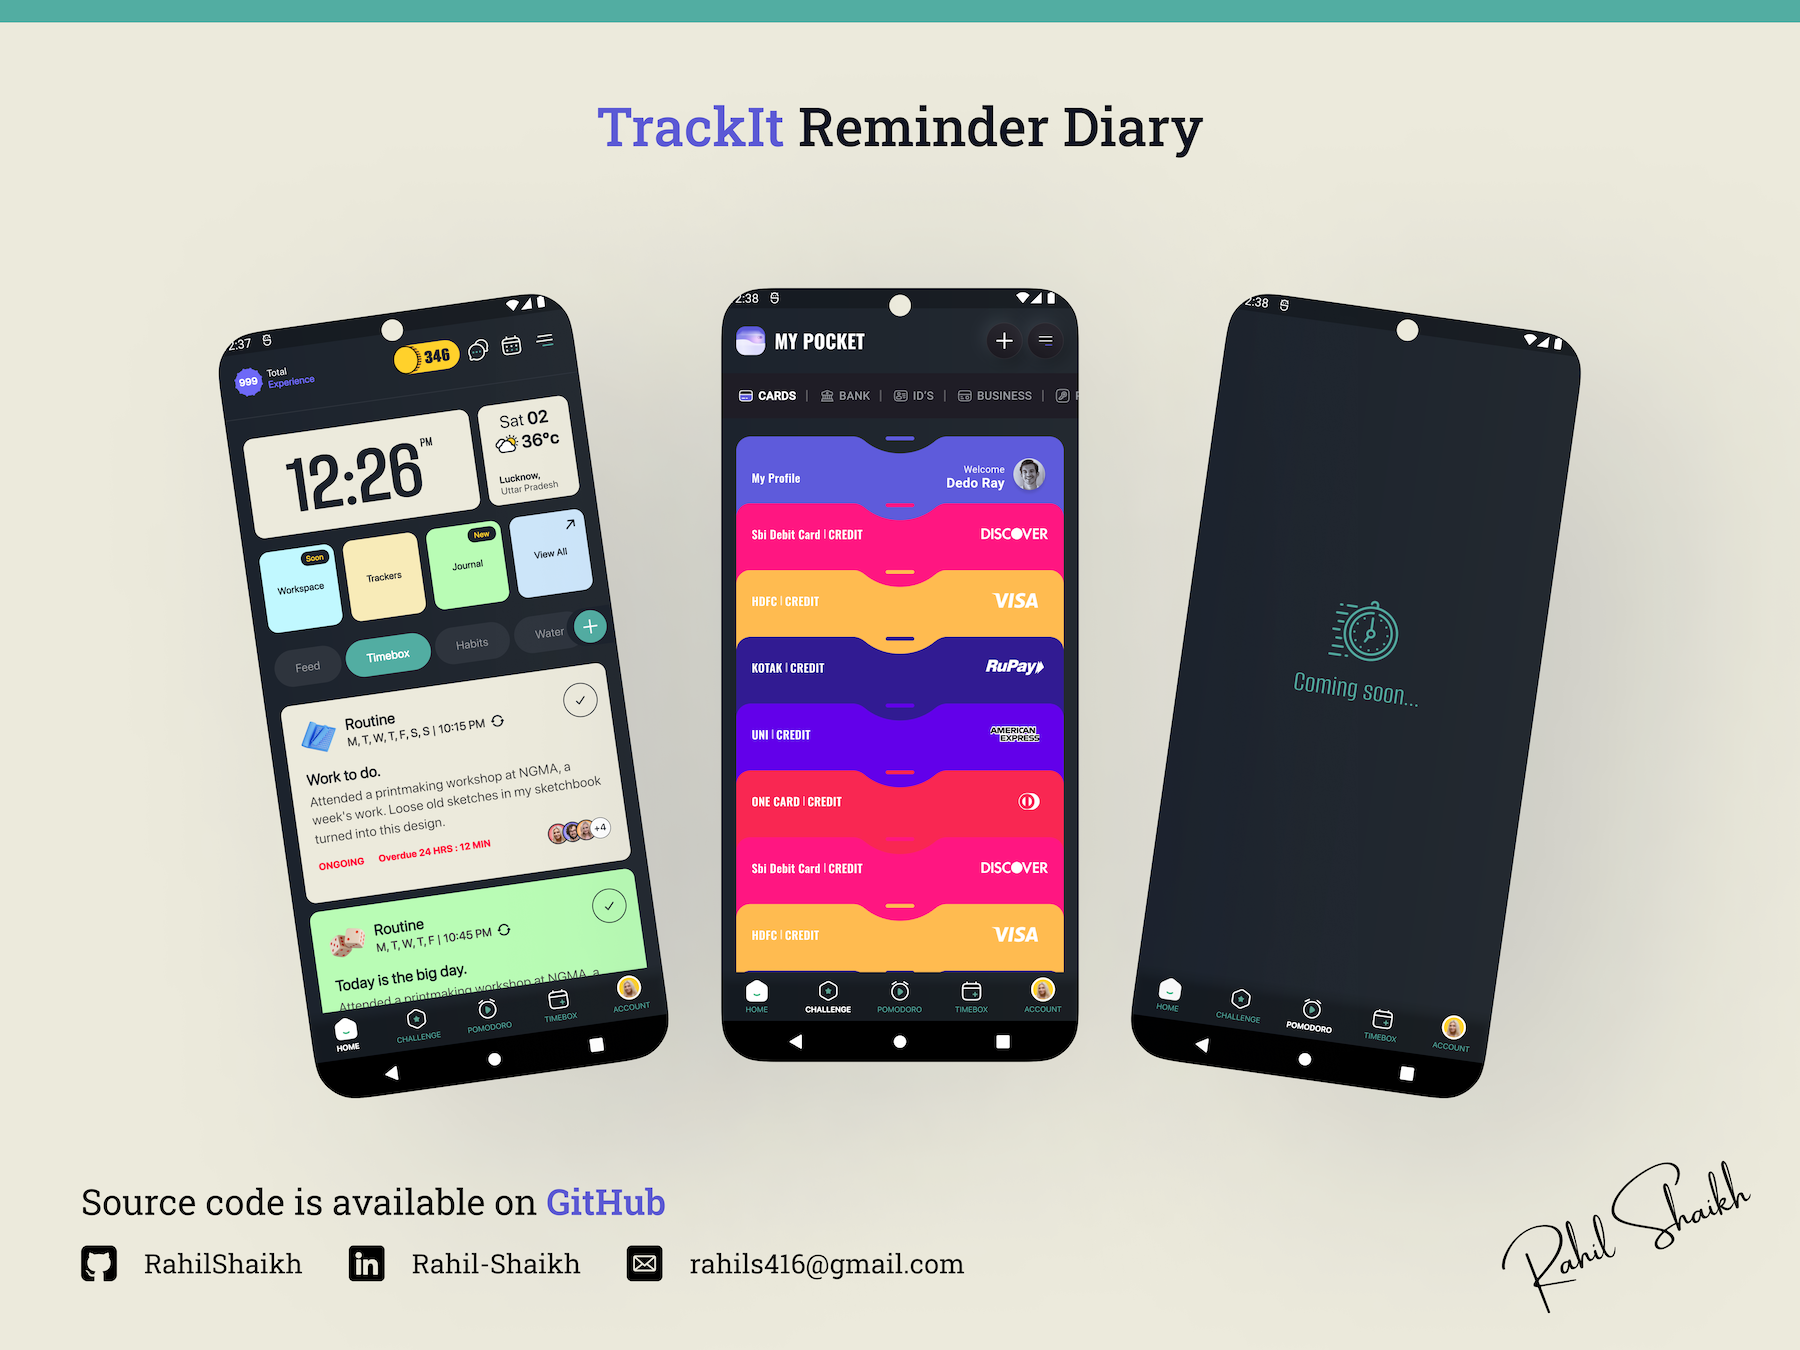 TrackIt Reminder Diary
2:37
999
Total
Experience
346
12:26 PM
Sat 02
36°c
Lucknow,
Uttar Pradesh
Soon
Workspace
Trackers
New
Journal
View All
Feed
Timebox
Habits
Water
Routine
M, T, W, T, F, S, S | 10:15 PM
Work to do.
Attended a printmaking workshop at NGMA, a
week's work. Loose old sketches in my sketchbook
turned into this design.
ONGOING Overdue 24 HRS : 12 MIN
+4
Routine
M, T, W, T, F | 10:45 PM
Today is the big day.
Attended a printmaking workshop at NGMA, a
HOME
CHALLENGE
POMODORO
TIMEBOX
ACCOUNT
2:38
MY POCKET
CARDS | BANK | ID'S | BUSINESS |
My Profile
Welcome
Dedo Ray
Sbi Debit Card | CREDIT DISCOVER
HDFC | CREDIT VISA
KOTAK | CREDIT RuPay
UNI | CREDIT AMERICAN EXPRESS
ONE CARD | CREDIT
Sbi Debit Card | CREDIT DISCOVER
HDFC | CREDIT VISA
HOME
CHALLENGE
POMODORO
TIMEBOX
ACCOUNT
2:38
Coming soon...
HOME
CHALLENGE
POMODORO
TIMEBOX
ACCOUNT
Source code is available on GitHub
RahilShaikh
in Rahil-Shaikh
rahils416@gmail.com
Rahil Shaikh